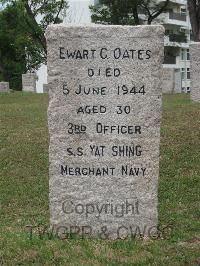 EWART C. OATES
DIED
5 JUNE 1944
AGED 30
3RD OFFICER
S.S. YAT SHING
MERCHANT NAVY
Copyright
TWGPP & CWGC